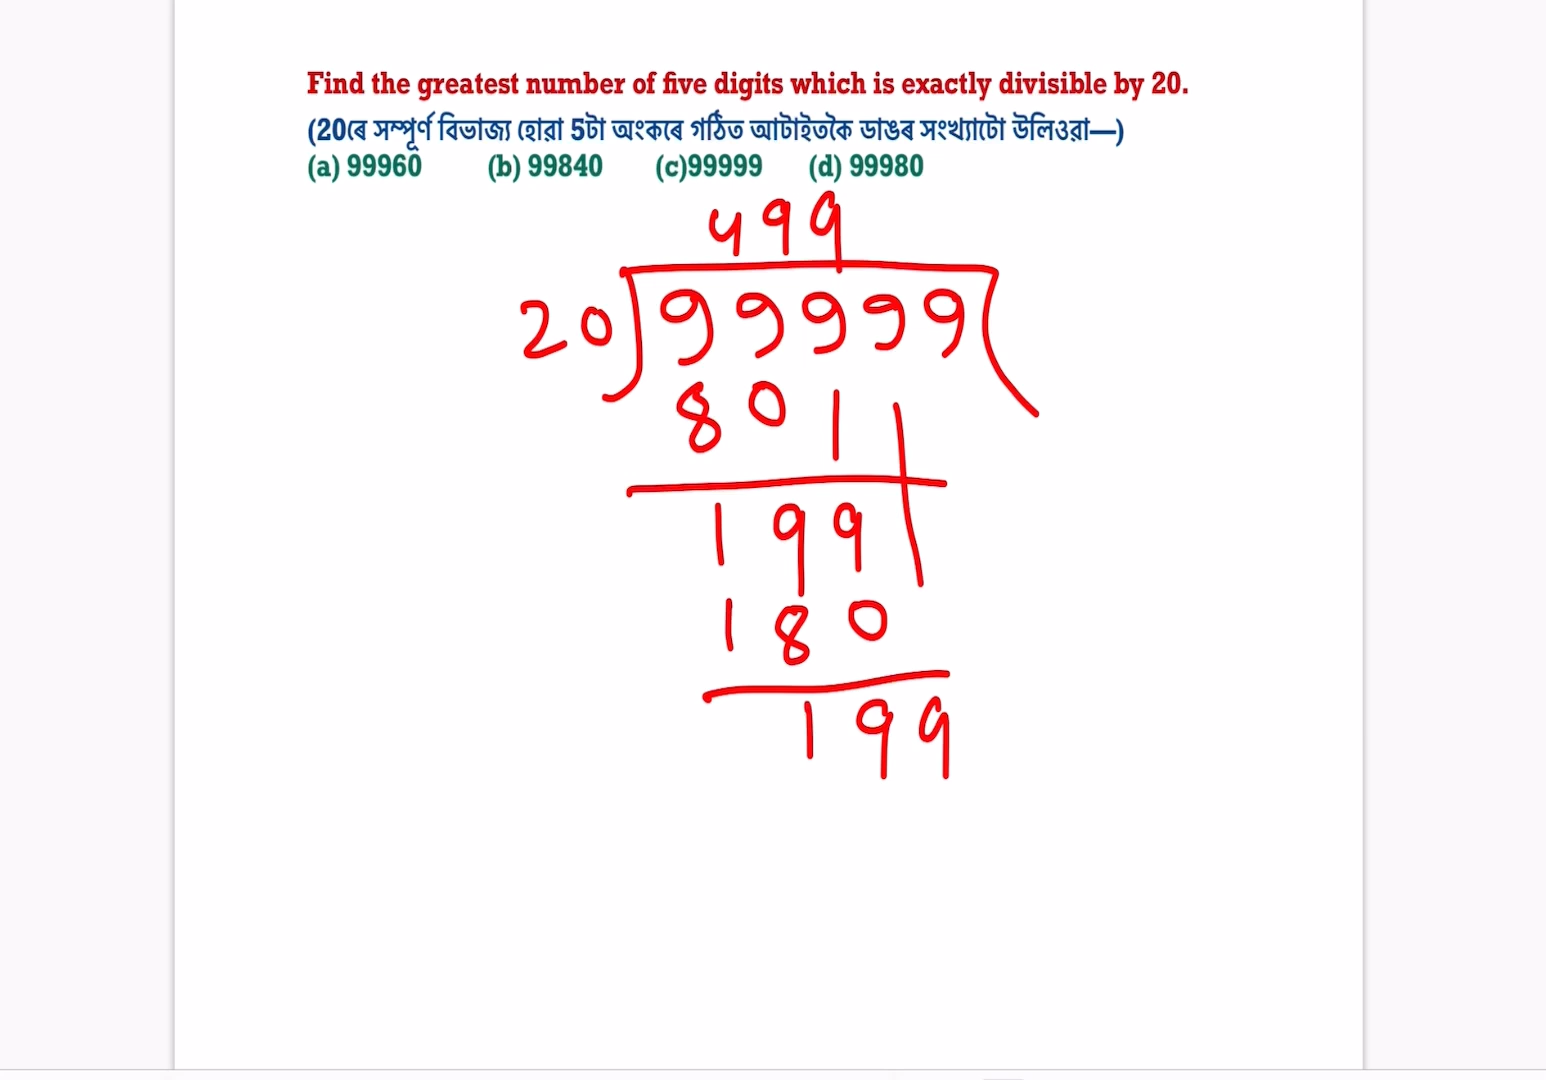 Find the greatest number of five digits which is exactly divisible by 20.
(20ৰে সম্পূৰ্ণ বিভাজ্য হোৱা 5টা অংকৰে গঠিত আটাইতকৈ ডাঙৰ সংখ্যাটো উলিওৱা—)
(a) 99960 (b) 99840 (c)99999 (d) 99980
499
20 99999
80
199
180
199